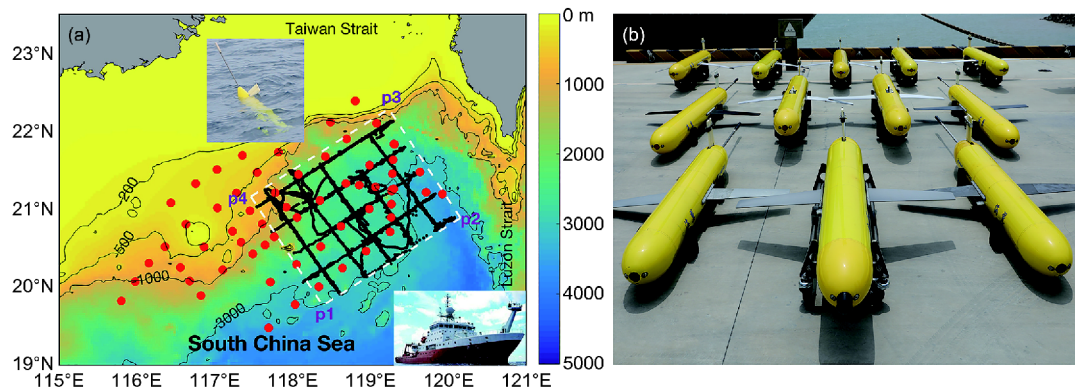 (a)
Taiwan Strait
23°N
22°N
21°N
20°N
19°N
115°E
116°E
117°E
118°E
119°E
120°E
121°E
p3
p4
p2
p1
200
500
1000
3000
Luzon Strait
South China Sea
0 m
1000
2000
3000
4000
5000
(b)